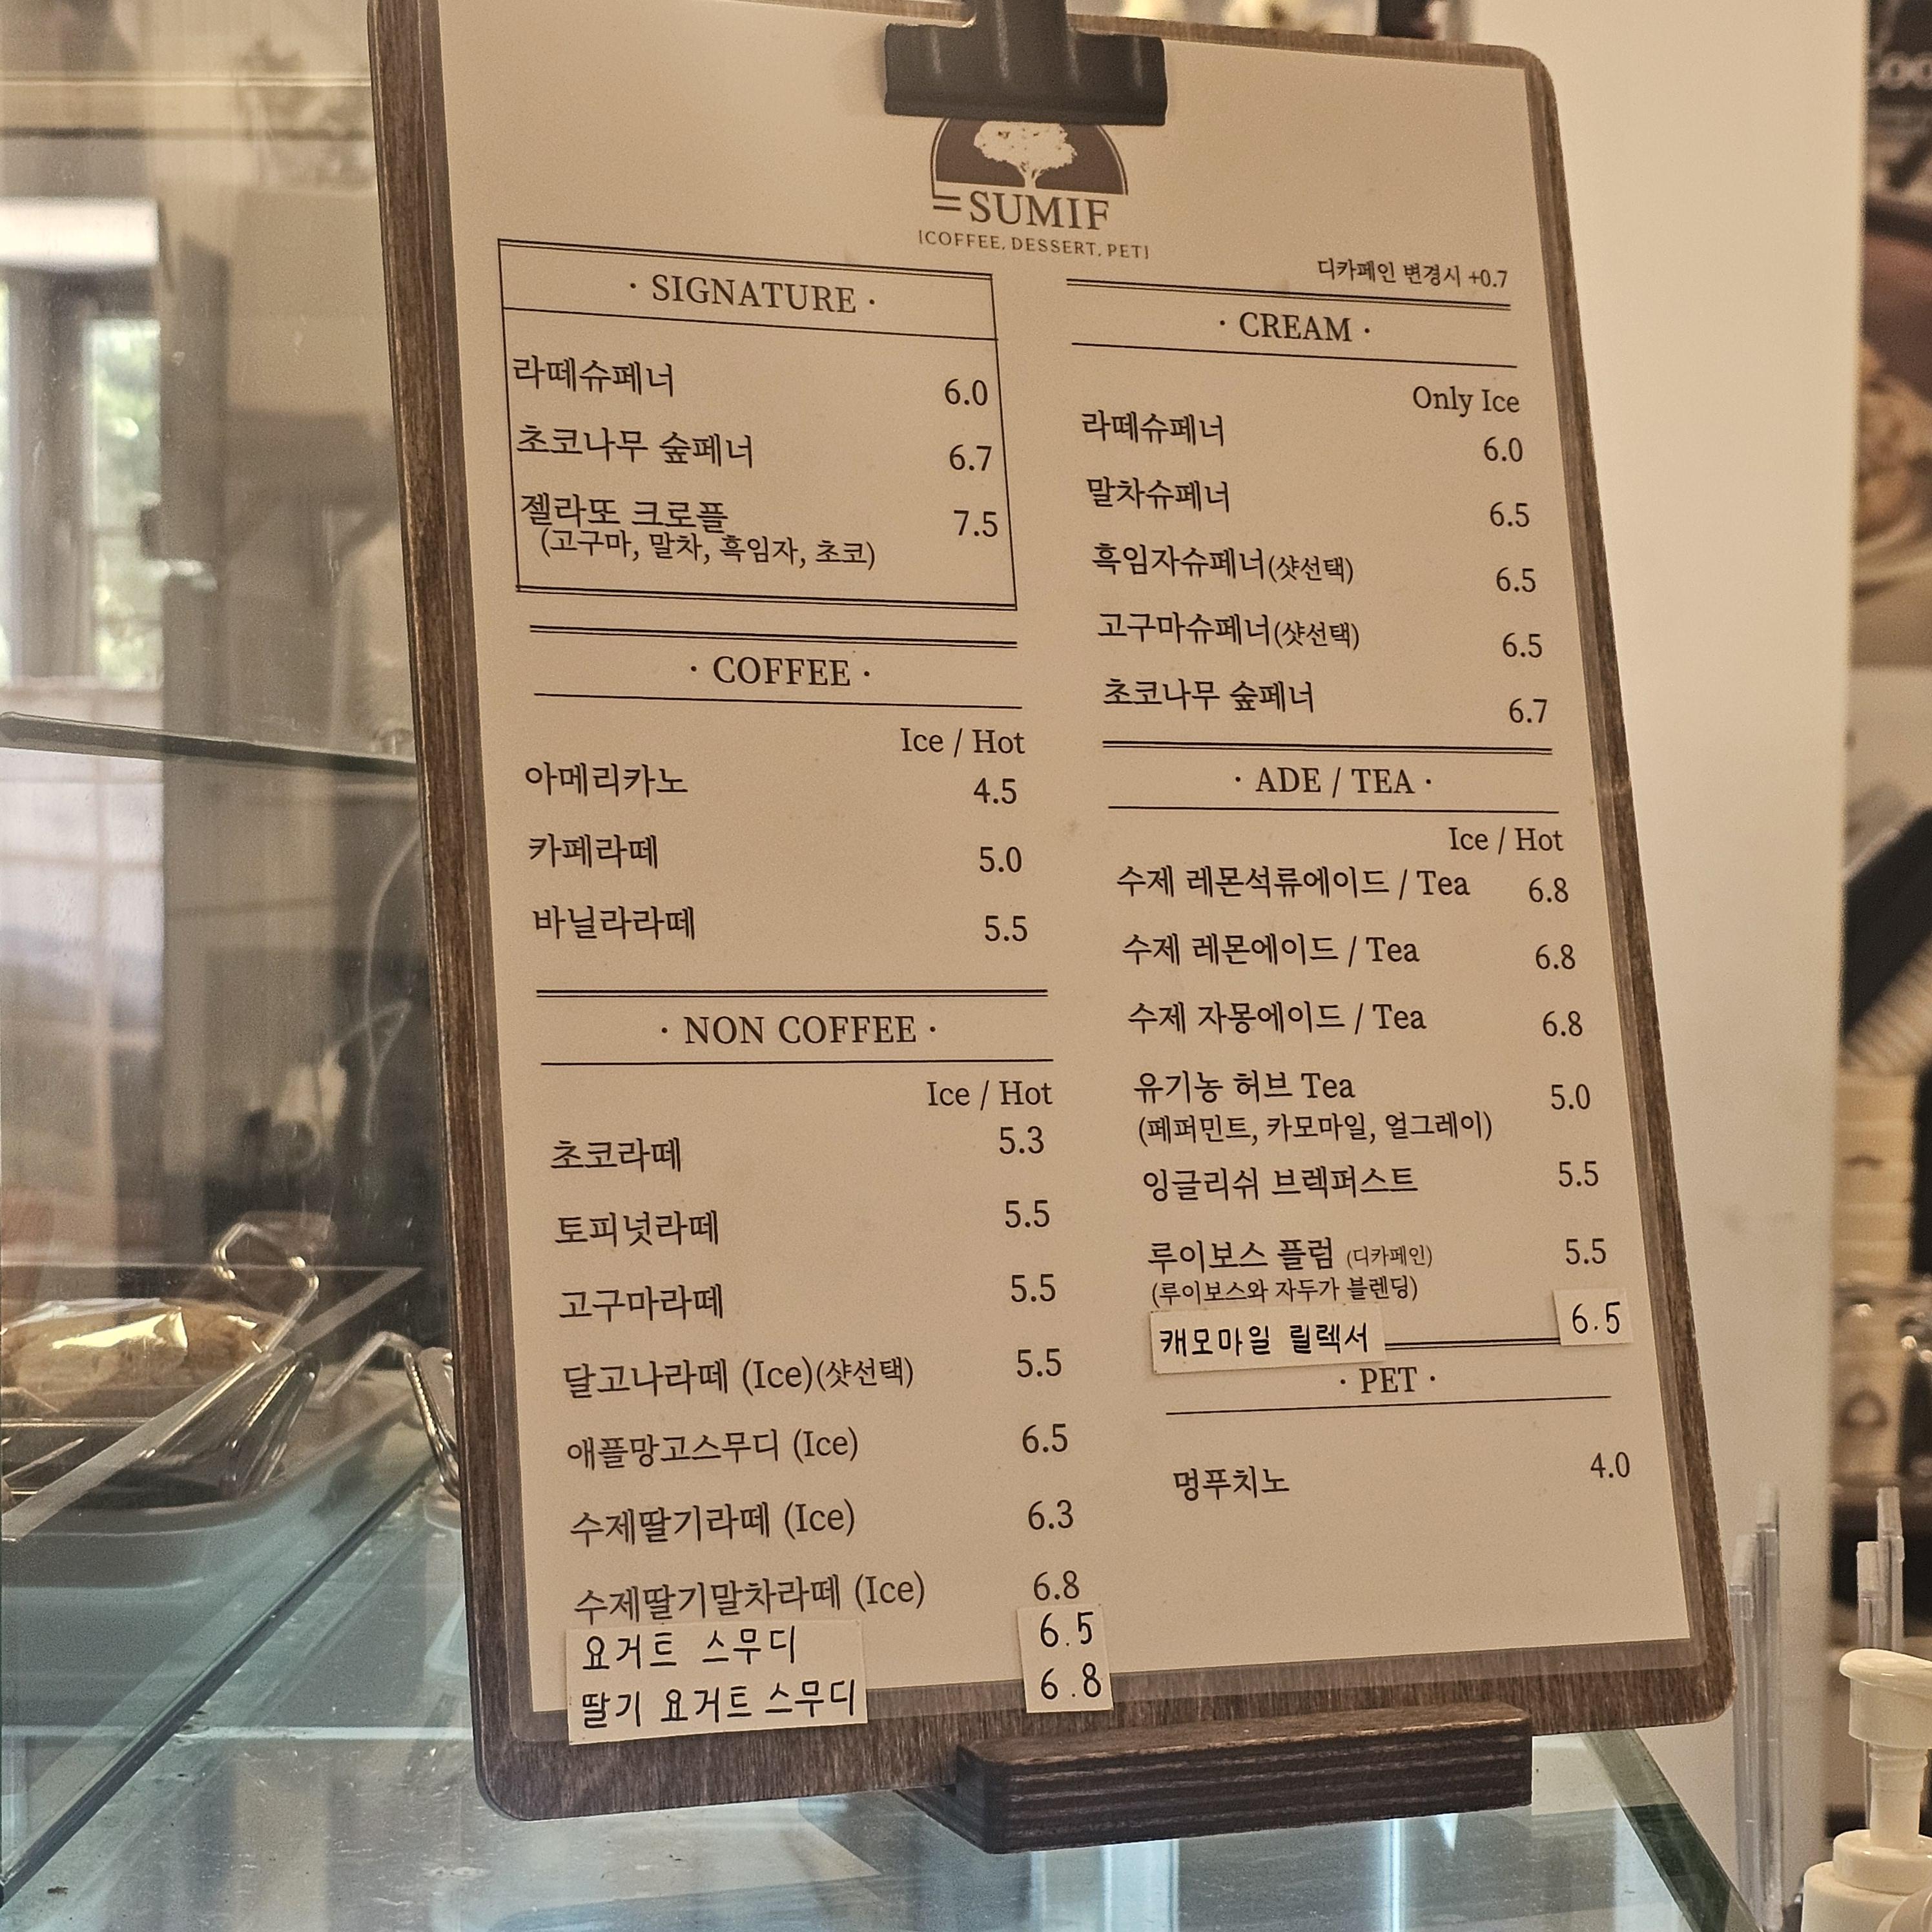 SUMIF
[COFFEE, DESSERT, PET]
· SIGNATURE ·
라떼슈페너 6.0
초코나무 숲페너 6.7
젤라또 크로플 7.5
(고구마, 말차, 흑임자, 초코)
· COFFEE ·
Ice / Hot
아메리카노 4.5
카페라떼 5.0
바닐라라떼 5.5
· NON COFFEE ·
Ice / Hot
초코라떼 5.3
토피넛라떼 5.5
고구마라떼 5.5
달고나라떼 (Ice)(샷선택) 5.5
애플망고스무디 (Ice) 6.5
수제딸기라떼 (Ice) 6.3
수제딸기말차라떼 (Ice) 6.8
요거트 스무디 6.5
딸기 요거트 스무디 6.8
디카페인 변경시 +0.7
· CREAM ·
Only Ice
라떼슈페너 6.0
말차슈페너 6.5
흑임자슈페너(샷선택) 6.5
고구마슈페너(샷선택) 6.5
초코나무 숲페너 6.7
· ADE / TEA ·
Ice / Hot
수제 레몬석류에이드 / Tea 6.8
수제 레몬에이드 / Tea 6.8
수제 자몽에이드 / Tea 6.8
유기농 허브 Tea 5.0
(페퍼민트, 카모마일, 얼그레이)
잉글리쉬 브렉퍼스트 5.5
루이보스 플럼 (디카페인) 5.5
(루이보스와 자두가 블렌딩)
캐모마일 릴렉서 6.5
· PET ·
멍푸치노 4.0